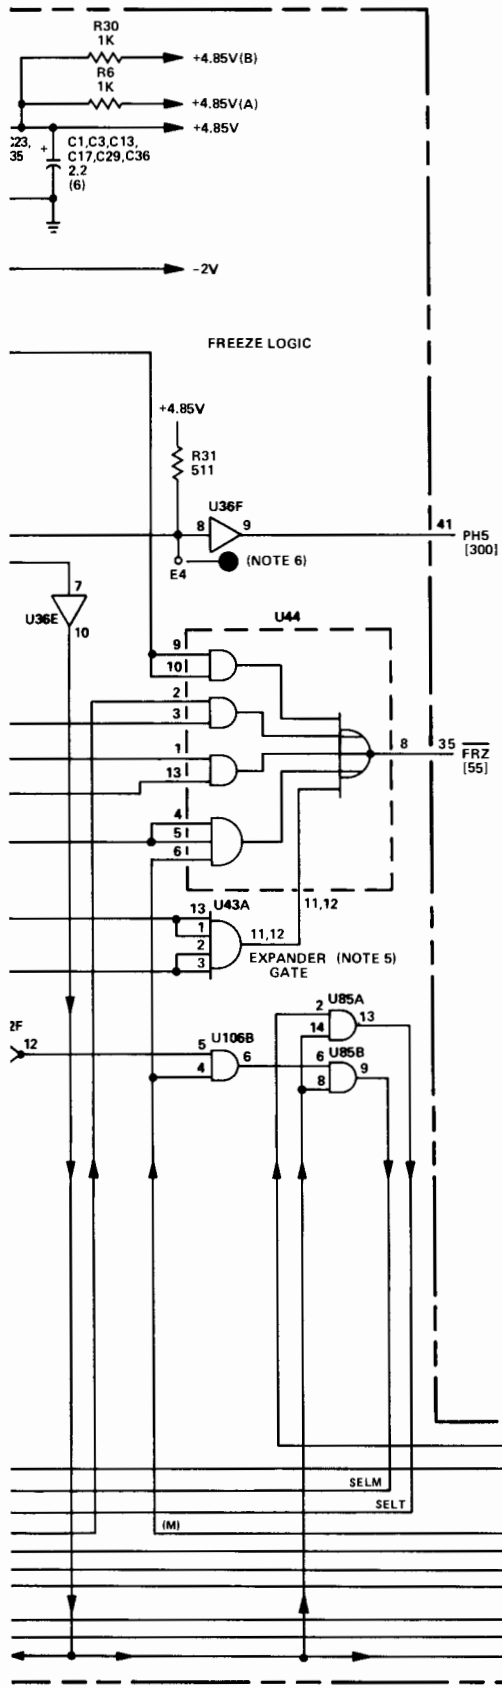 R30
1K
+4.85V(B)
R6
1K
+4.85V(A)
+4.85V
C23,
35
+
C1,C3,C13,
C17,C29,C36
2.2
(6)
-2V
FREEZE LOGIC
+4.85V
R31
511
U36F
8 9
41
PH5
[300]
E4
(NOTE 6)
7
U36E
10
U44
9
10
2
3
1
13
8 35
FRZ
[55]
4
5
6
U43A
11,12
13
1
2
3
11,12
EXPANDER (NOTE 5)
GATE
U85A
2 13
14
2F
12
U106B
5
4
6
U85B
6
8
9
SELM
SELT
(M)